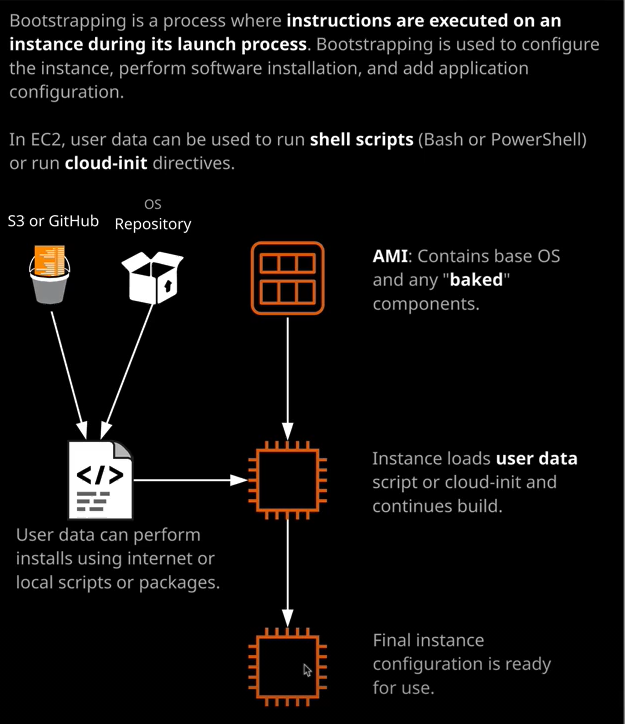 Bootstrapping is a process where instructions are executed on an
instance during its launch process. Bootstrapping is used to configure
the instance, perform software installation, and add application
configuration.
In EC2, user data can be used to run shell scripts (Bash or PowerShell)
or run cloud-init directives.
S3 or GitHub
OS
Repository
AMI: Contains base OS
and any "baked"
components.
</>
Instance loads user data
script or cloud-init and
continues build.
User data can perform
installs using internet or
local scripts or packages.
Final instance
configuration is ready
for use.